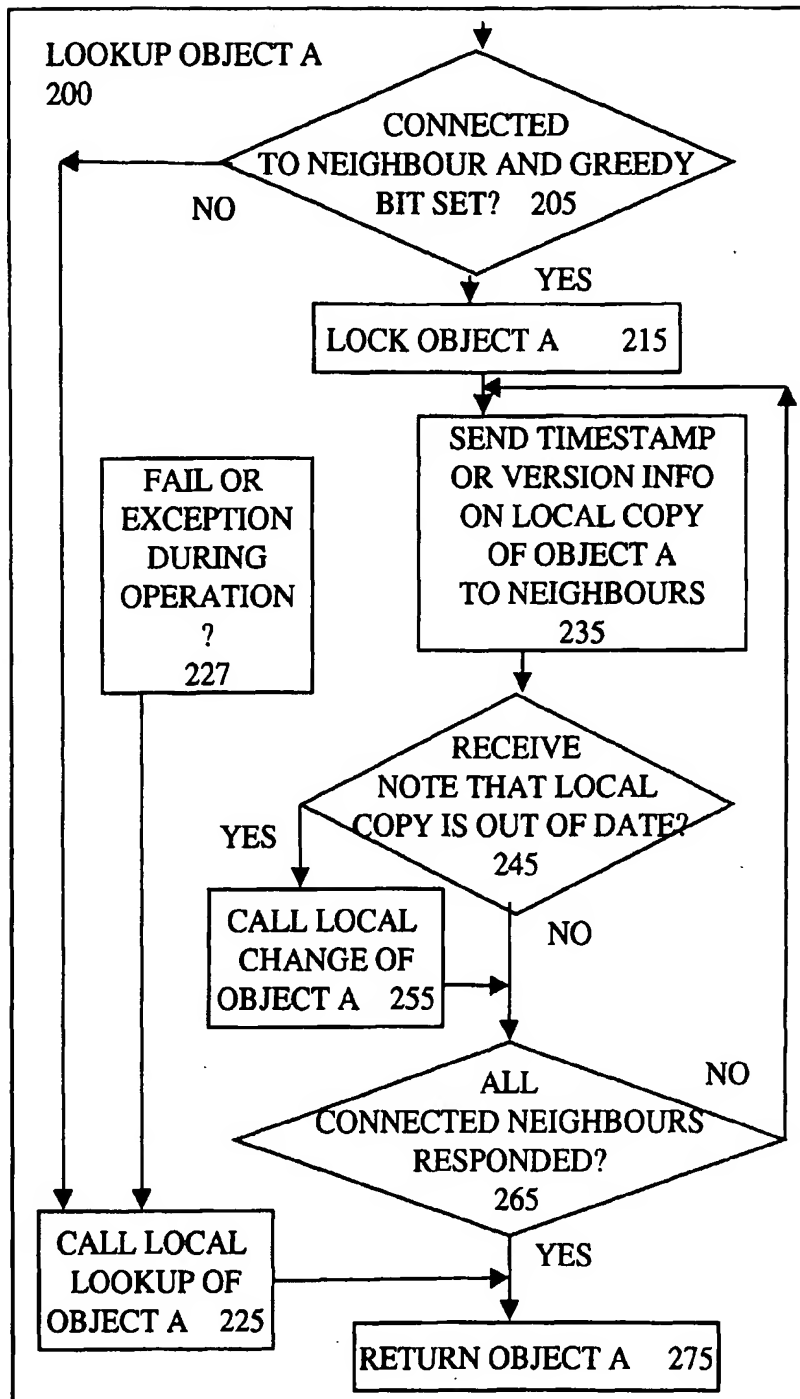 LOOKUP OBJECT A
200
CONNECTED
TO NEIGHBOUR AND GREEDY
BIT SET? 205
NO
YES
LOCK OBJECT A 215
SEND TIMESTAMP
OR VERSION INFO
ON LOCAL COPY
OF OBJECT A
TO NEIGHBOURS
235
FAIL OR
EXCEPTION
DURING
OPERATION
?
227
RECEIVE
NOTE THAT LOCAL
COPY IS OUT OF DATE?
245
YES
NO
CALL LOCAL
CHANGE OF
OBJECT A 255
ALL
CONNECTED NEIGHBOURS
RESPONDED?
265
NO
YES
CALL LOCAL
LOOKUP OF
OBJECT A 225
RETURN OBJECT A 275